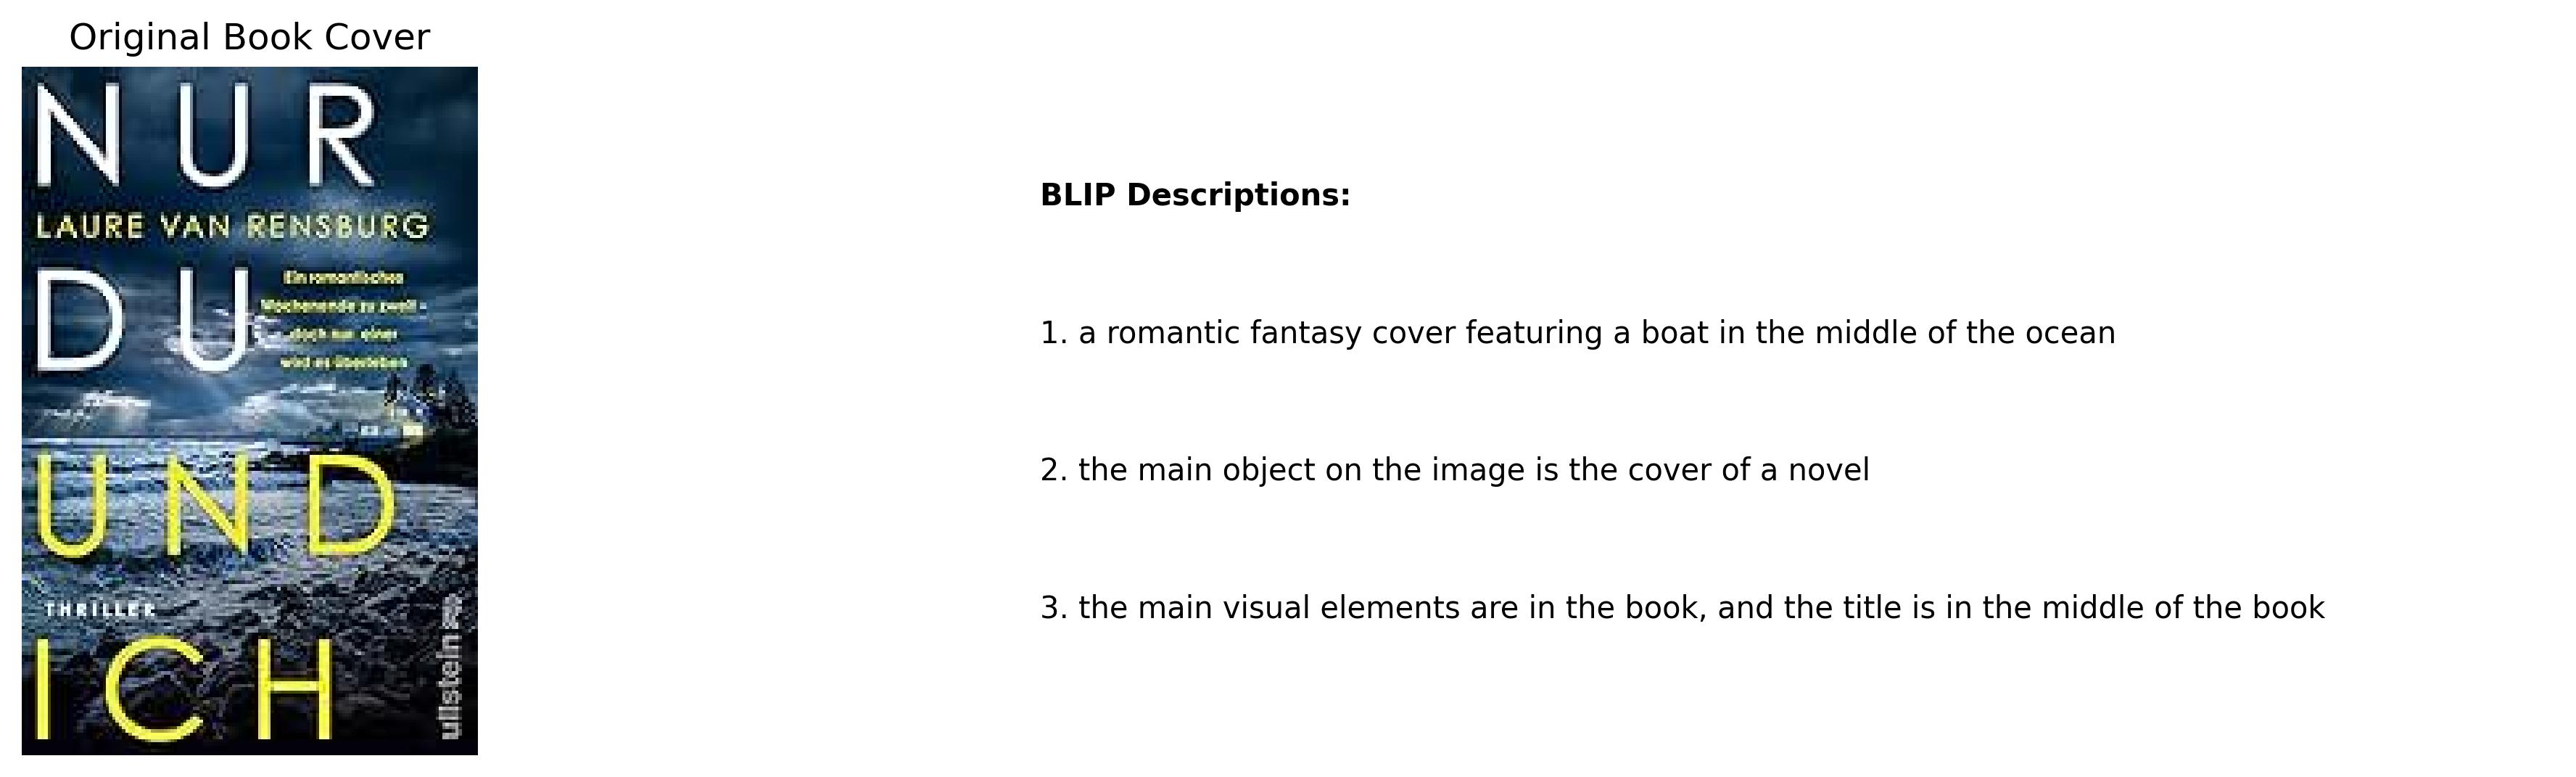 Original Book Cover
NUR
LAURE VAN RENSBURG
DU
Ein romantisches
Wochenende zu zweit –
doch nur einer
wird es überleben
UND
THRILLER
ICH
ullstein
BLIP Descriptions:
1. a romantic fantasy cover featuring a boat in the middle of the ocean
2. the main object on the image is the cover of a novel
3. the main visual elements are in the book, and the title is in the middle of the book